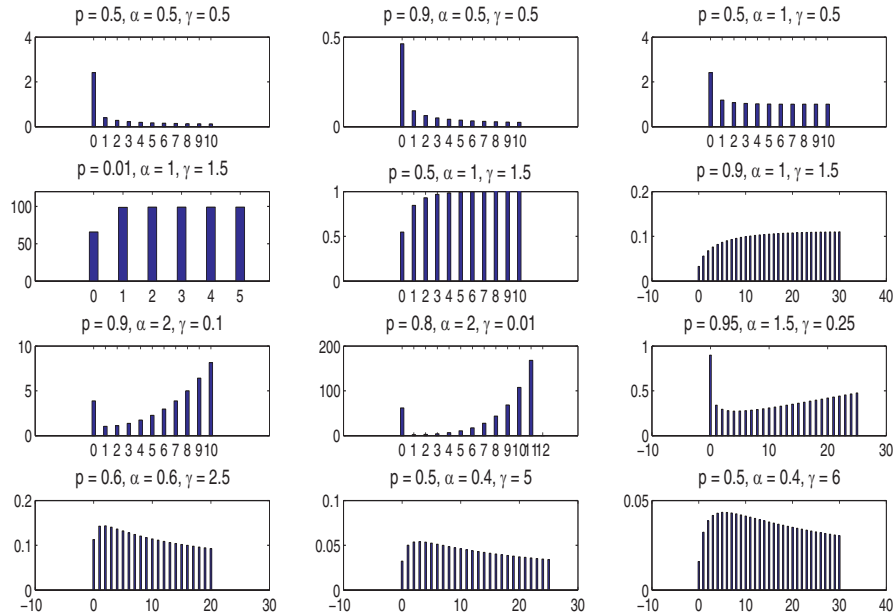 p = 0.5, α = 0.5, γ = 0.5
4
2
0
0 1 2 3 4 5 6 7 8 9 10
p = 0.9, α = 0.5, γ = 0.5
0.5
0
0 1 2 3 4 5 6 7 8 9 10
p = 0.5, α = 1, γ = 0.5
4
2
0
0 1 2 3 4 5 6 7 8 9 10
p = 0.01, α = 1, γ = 1.5
100
50
0
0 1 2 3 4 5
p = 0.5, α = 1, γ = 1.5
1
0.5
0
0 1 2 3 4 5 6 7 8 9 10
p = 0.9, α = 1, γ = 1.5
0.2
0.1
0
−10 0 10 20 30 40
p = 0.9, α = 2, γ = 0.1
10
5
0
0 1 2 3 4 5 6 7 8 9 10
p = 0.8, α = 2, γ = 0.01
200
100
0
0 1 2 3 4 5 6 7 8 9 10 11 12
p = 0.95, α = 1.5, γ = 0.25
1
0.5
0
−10 0 10 20 30
p = 0.6, α = 0.6, γ = 2.5
0.2
0.1
0
−10 0 10 20 30
p = 0.5, α = 0.4, γ = 5
0.1
0.05
0
−10 0 10 20 30
p = 0.5, α = 0.4, γ = 6
0.05
0
−10 0 10 20 30 40